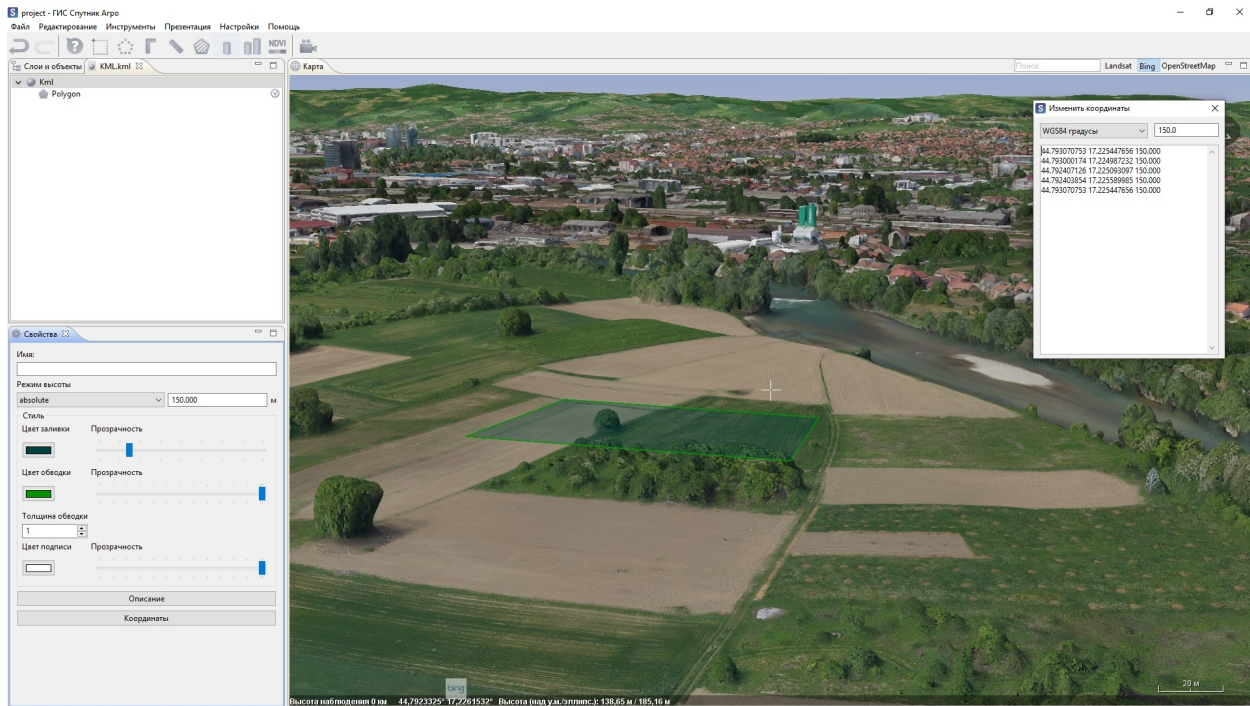 project - ГИС Спутник Агро
Файл Редактирование Инструменты Презентация Настройки Помощь
NDVI
Слои и объекты KML.kml
Kml
Polygon
Карта
Поиск Landsat Bing OpenStreetMap
Изменить координаты
WGS84 градусы 150.0
44.793070753 17.225447656 150.000
44.793000174 17.224987232 150.000
44.792407126 17.225093097 150.000
44.792403854 17.225589985 150.000
44.793070753 17.225447656 150.000
Свойства
Имя:
Режим высоты
absolute 150.000 м
Стиль
Цвет заливки Прозрачность
Цвет обводки Прозрачность
Толщина обводки
1
Цвет подписи Прозрачность
Описание
Координаты
bing
20 м
Высота наблюдения 0 км 44,7923325° 17,2261532° Высота (над у.м./эллипс.): 138,65 м / 185,16 м